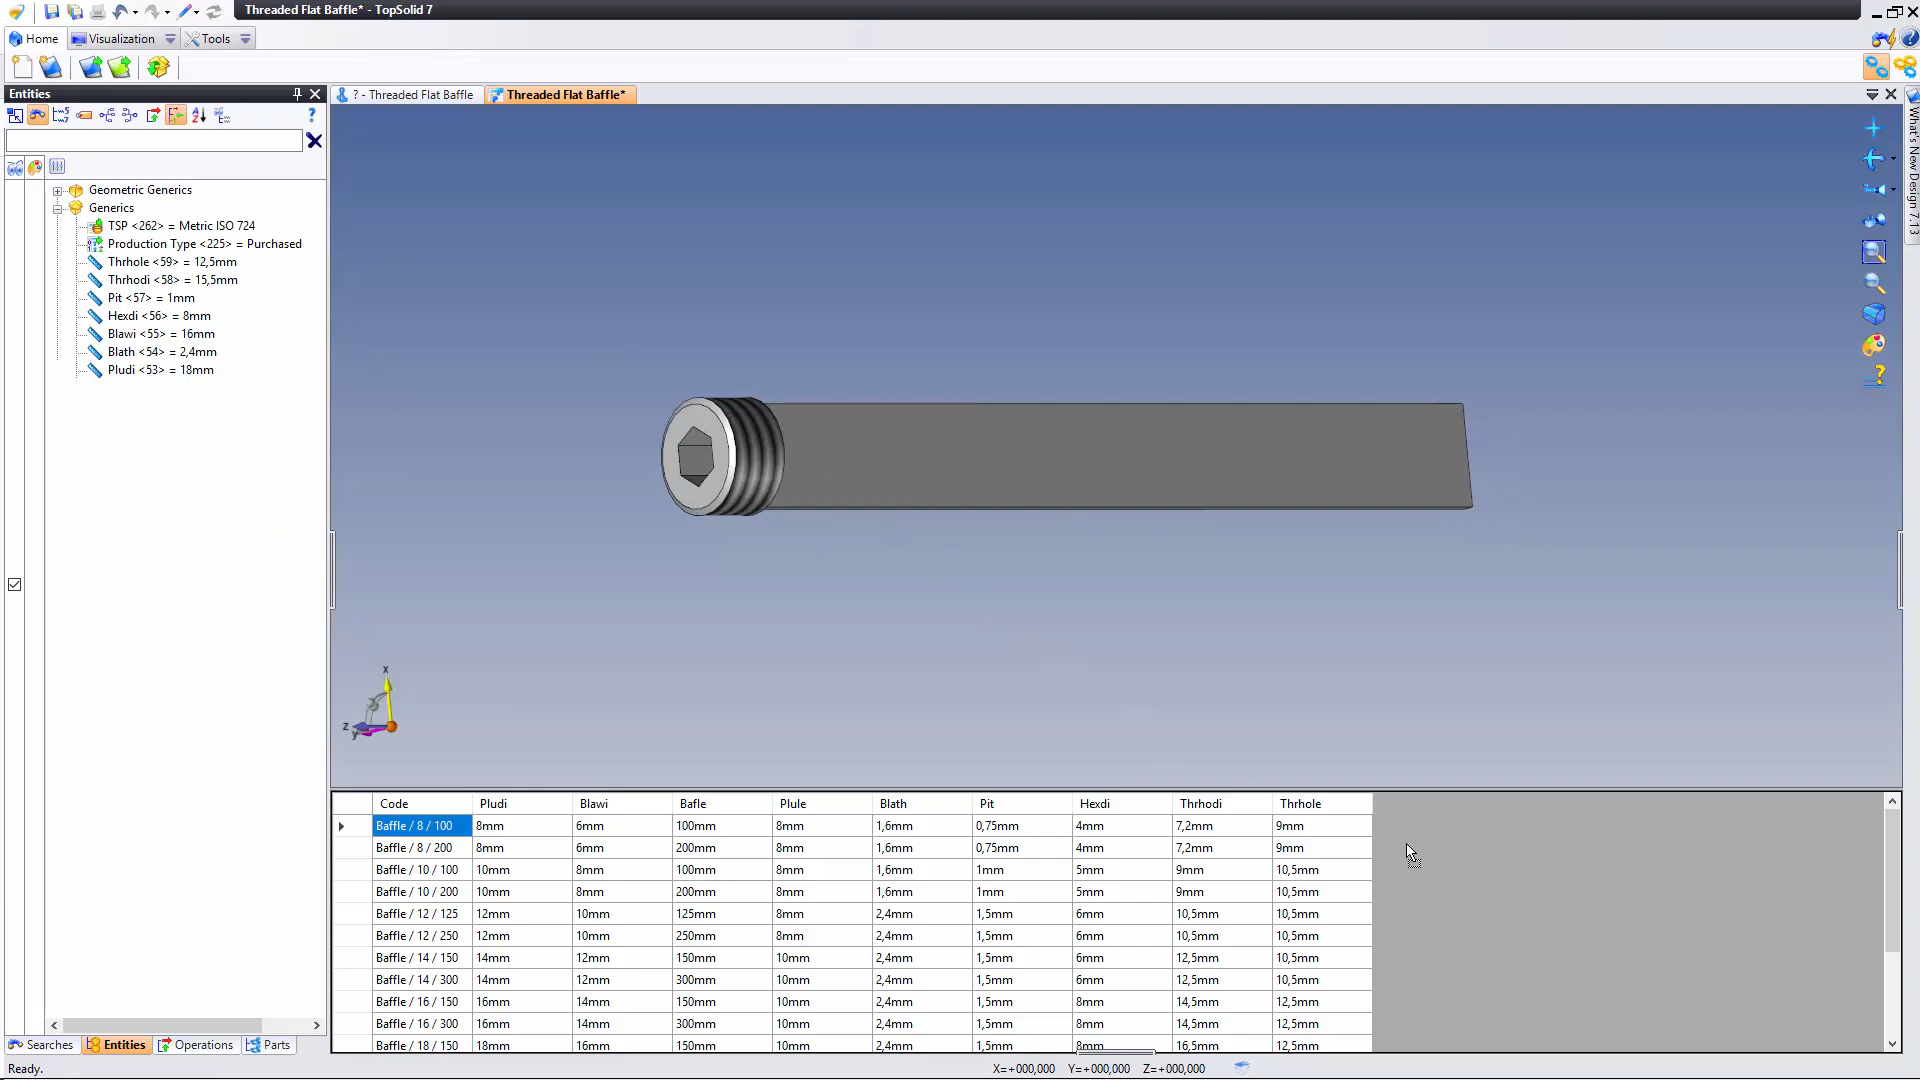 Threaded Flat Baffle* - TopSolid 7
Home Visualization Tools
Entities
? - Threaded Flat Baffle Threaded Flat Baffle*
What's New Design 7.13
Geometric Generics
Generics
TSP <262> = Metric ISO 724
Production Type <225> = Purchased
Thrhole <59> = 12,5mm
Thrhodi <58> = 15,5mm
Pit <57> = 1mm
Hexdi <56> = 8mm
Blawi <55> = 16mm
Blath <54> = 2,4mm
Pludi <53> = 18mm
x
z
y
Code Pludi Blawi Bafle Plule Blath Pit Hexdi Thrhodi Thrhole
Baffle / 8 / 100 8mm 6mm 100mm 8mm 1,6mm 0,75mm 4mm 7,2mm 9mm
Baffle / 8 / 200 8mm 6mm 200mm 8mm 1,6mm 0,75mm 4mm 7,2mm 9mm
Baffle / 10 / 100 10mm 8mm 100mm 8mm 1,6mm 1mm 5mm 9mm 10,5mm
Baffle / 10 / 200 10mm 8mm 200mm 8mm 1,6mm 1mm 5mm 9mm 10,5mm
Baffle / 12 / 125 12mm 10mm 125mm 8mm 2,4mm 1,5mm 6mm 10,5mm 10,5mm
Baffle / 12 / 250 12mm 10mm 250mm 8mm 2,4mm 1,5mm 6mm 10,5mm 10,5mm
Baffle / 14 / 150 14mm 12mm 150mm 10mm 2,4mm 1,5mm 6mm 12,5mm 10,5mm
Baffle / 14 / 300 14mm 12mm 300mm 10mm 2,4mm 1,5mm 6mm 12,5mm 10,5mm
Baffle / 16 / 150 16mm 14mm 150mm 10mm 2,4mm 1,5mm 8mm 14,5mm 12,5mm
Baffle / 16 / 300 16mm 14mm 300mm 10mm 2,4mm 1,5mm 8mm 14,5mm 12,5mm
Baffle / 18 / 150 18mm 16mm 150mm 10mm 2,4mm 1,5mm 8mm 16,5mm 12,5mm
Searches Entities Operations Parts
Ready. X=+000,000 Y=+000,000 Z=+000,000